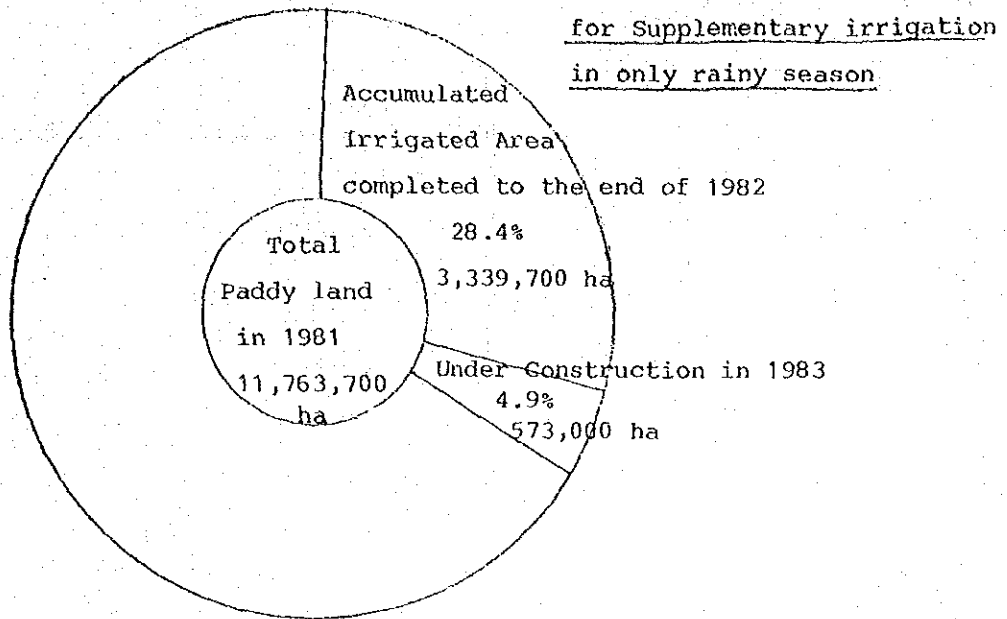 for Supplementary irrigation
in only rainy season
Accumulated
Irrigated Area
completed to the end of 1982
28.4%
3,339,700 ha
Total
Paddy land
in 1981
11,763,700
ha
Under Construction in 1983
4.9%
573,000 ha